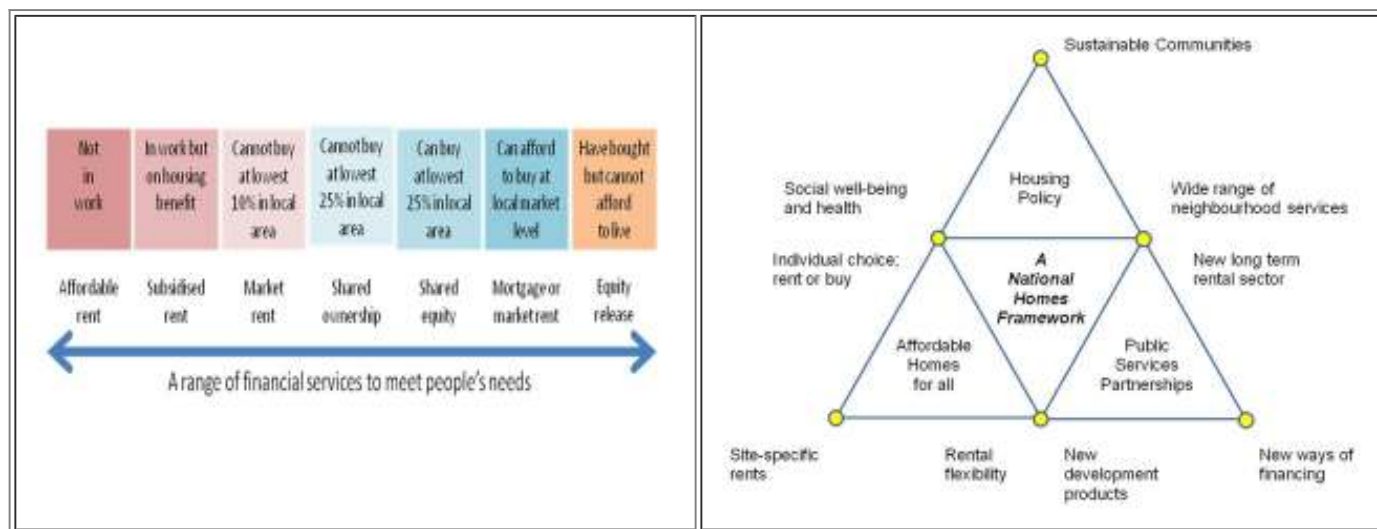 Not
in
work
In work but
on housing
benefit
Cannot buy
at lowest
10% in local
area
Cannot buy
at lowest
25% in local
area
Can buy
at lowest
25% in local
area
Can afford
to buy at
local market
level
Have bought
but cannot
afford
to live
Affordable
rent
Subsidised
rent
Market
rent
Shared
ownership
Shared
equity
Mortgage or
market rent
Equity
release
A range of financial services to meet people's needs
Sustainable Communities
Housing
Policy
Social well-being
and health
Wide range of
neighbourhood services
Individual choice:
rent or buy
A
National
Homes
Framework
New long term
rental sector
Affordable
Homes
for all
Public
Services
Partnerships
Site-specific
rents
Rental
flexibility
New
development
products
New ways of
financing